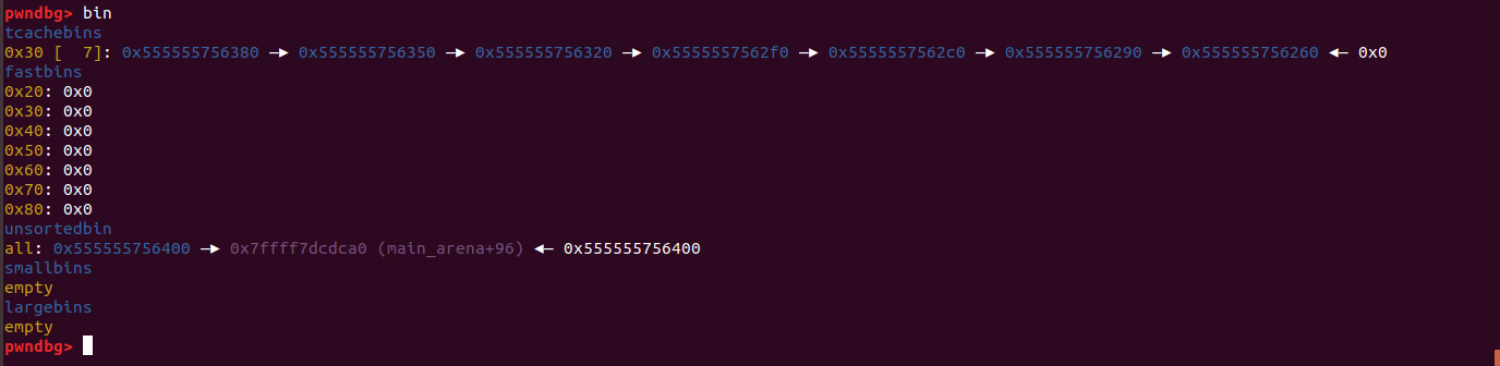 pwndbg> bin
tcachebins
0x30 [  7]: 0x555555756380 —▸ 0x555555756350 —▸ 0x555555756320 —▸ 0x5555557562f0 —▸ 0x5555557562c0 —▸ 0x555555756290 —▸ 0x555555756260 ◂— 0x0
fastbins
0x20: 0x0
0x30: 0x0
0x40: 0x0
0x50: 0x0
0x60: 0x0
0x70: 0x0
0x80: 0x0
unsortedbin
all: 0x555555756400 —▸ 0x7ffff7dcdca0 (main_arena+96) ◂— 0x555555756400
smallbins
empty
largebins
empty
pwndbg>